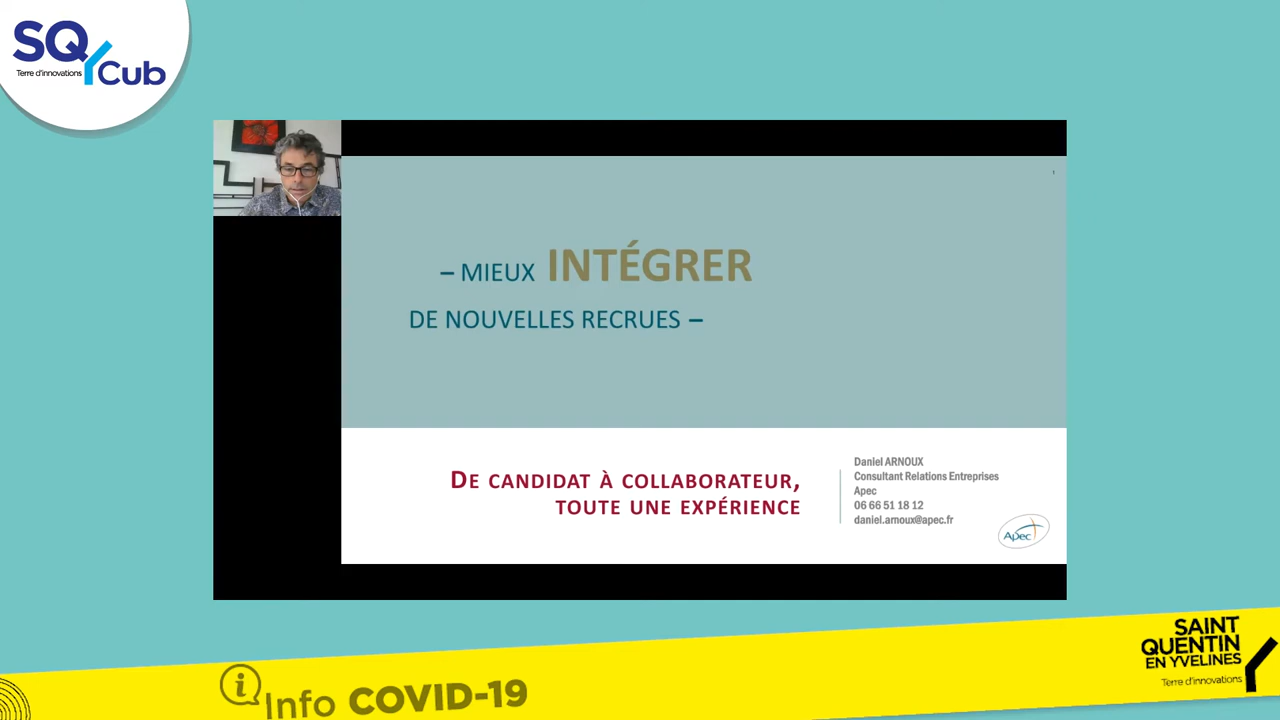 SQY Cub
Terre d'innovations
1
– MIEUX INTÉGRER
DE NOUVELLES RECRUES –
DE CANDIDAT À COLLABORATEUR,
TOUTE UNE EXPÉRIENCE
Daniel ARNOUX
Consultant Relations Entreprises
Apec
06 66 51 18 12
daniel.arnoux@apec.fr
Apec
i Info COVID-19
SAINT
QUENTIN
EN YVELINES
Terre d'innovations